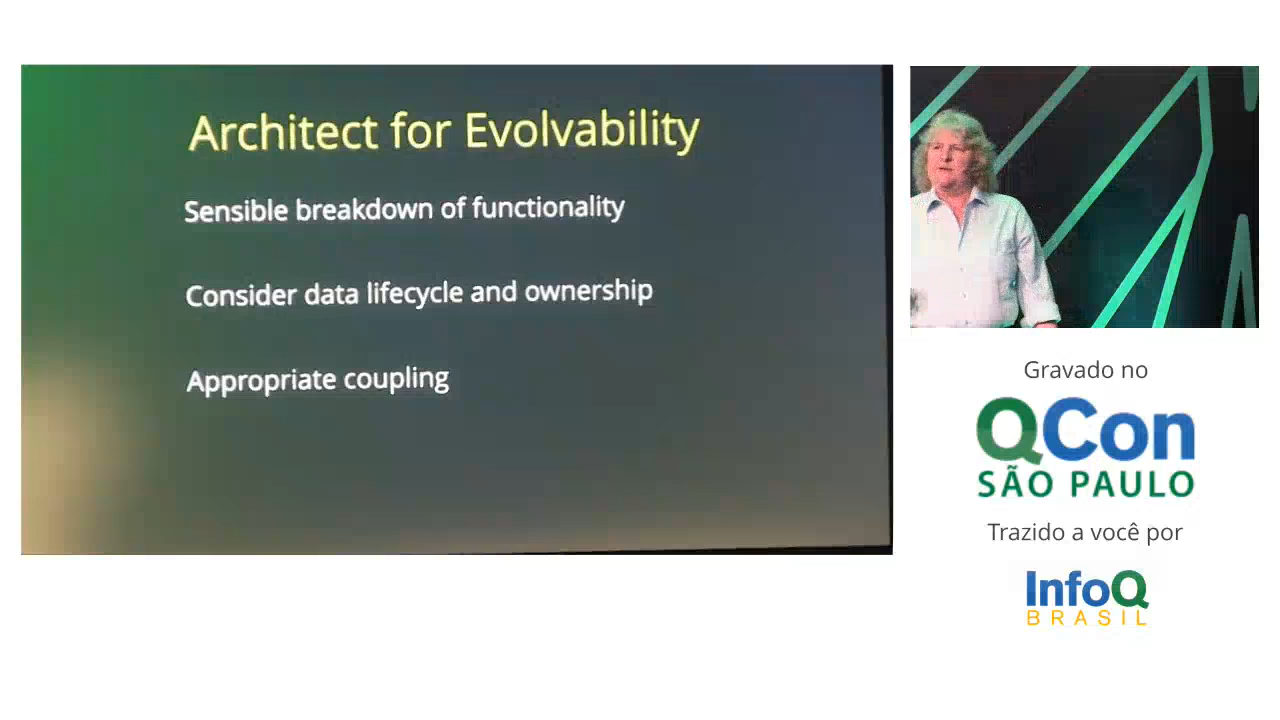 Architect for Evolvability
Sensible breakdown of functionality
Consider data lifecycle and ownership
Appropriate coupling
Gravado no
QCon
SÃO PAULO
Trazido a você por
InfoQ
BRASIL